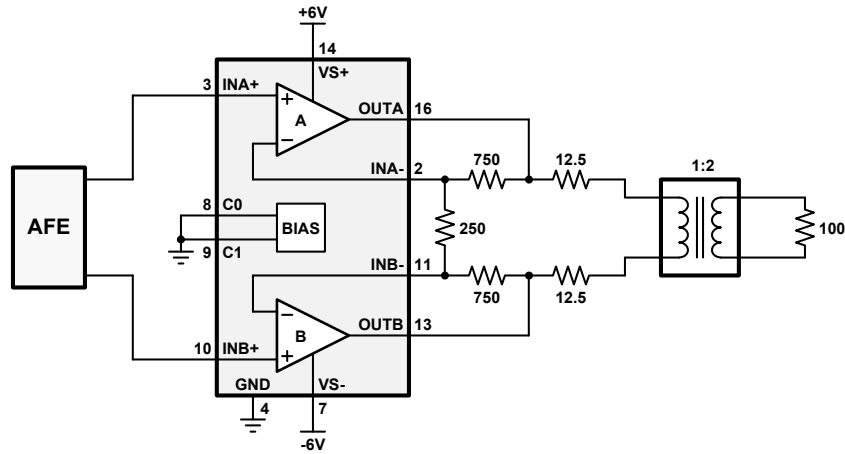 +6V
14
VS+
3 INA+
+
A
OUTA 16
−
INA- 2
750
12.5
1:2
AFE
8 C0
BIAS
9 C1
250
100
INB- 11
750
12.5
−
B
OUTB 13
10 INB+
+
GND
VS-
4
7
-6V